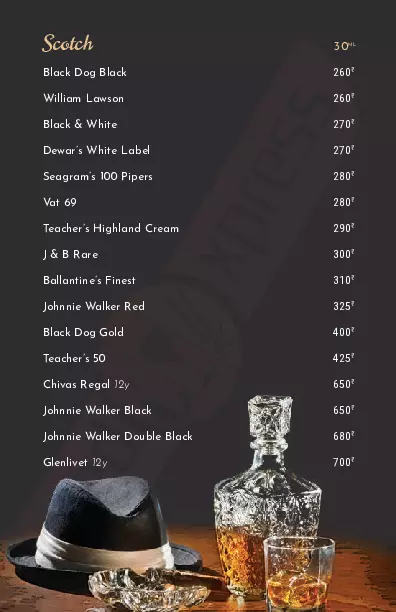 Scotch 30ML
Black Dog Black 260₹
William Lawson 260₹
Black & White 270₹
Dewar's White Label 270₹
Seagram's 100 Pipers 280₹
Vat 69 280₹
Teacher's Highland Cream 290₹
J & B Rare 300₹
Ballantine's Finest 310₹
Johnnie Walker Red 325₹
Black Dog Gold 400₹
Teacher's 50 425₹
Chivas Regal 12y 650₹
Johnnie Walker Black 650₹
Johnnie Walker Double Black 680₹
Glenlivet 12y 700₹
xpress